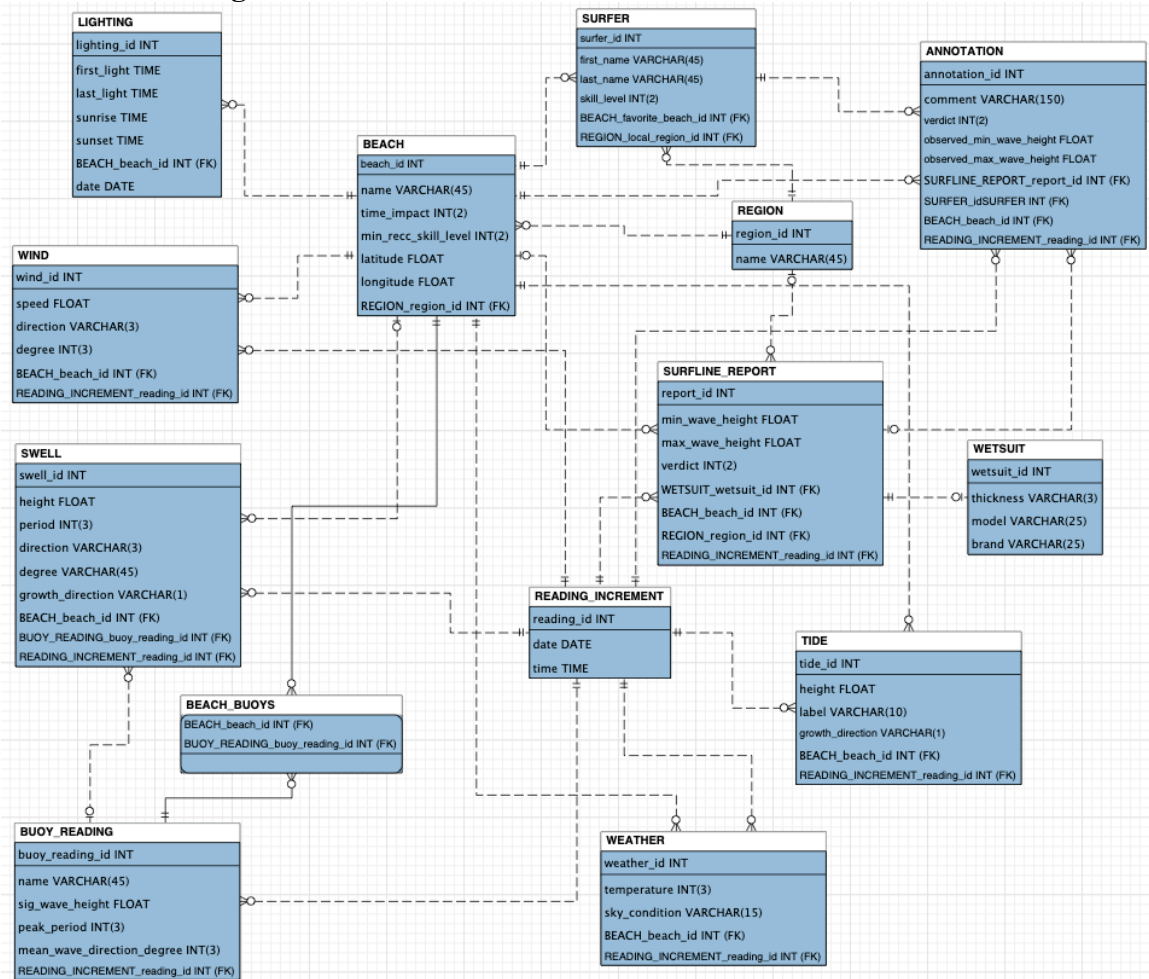 LIGHTING
lighting_id INT
first_light TIME
last_light TIME
sunrise TIME
sunset TIME
BEACH_beach_id INT (FK)
date DATE
SURFER
surfer_id INT
first_name VARCHAR(45)
last_name VARCHAR(45)
skill_level INT(2)
BEACH_favorite_beach_id INT (FK)
REGION_local_region_id INT (FK)
ANNOTATION
annotation_id INT
comment VARCHAR(150)
verdict INT(2)
observed_min_wave_height FLOAT
observed_max_wave_height FLOAT
SURFLINE_REPORT_report_id INT (FK)
SURFER_idSURFER INT (FK)
BEACH_beach_id INT (FK)
READING_INCREMENT_reading_id INT (FK)
BEACH
beach_id INT
name VARCHAR(45)
time_impact INT(2)
min_recc_skill_level INT(2)
latitude FLOAT
longitude FLOAT
REGION_region_id INT (FK)
REGION
region_id INT
name VARCHAR(45)
WIND
wind_id INT
speed FLOAT
direction VARCHAR(3)
degree INT(3)
BEACH_beach_id INT (FK)
READING_INCREMENT_reading_id INT (FK)
SURFLINE_REPORT
report_id INT
min_wave_height FLOAT
max_wave_height FLOAT
verdict INT(2)
WETSUIT_wetsuit_id INT (FK)
BEACH_beach_id INT (FK)
REGION_region_id INT (FK)
READING_INCREMENT_reading_id INT (FK)
WETSUIT
wetsuit_id INT
thickness VARCHAR(3)
model VARCHAR(25)
brand VARCHAR(25)
SWELL
swell_id INT
height FLOAT
period INT(3)
direction VARCHAR(3)
degree VARCHAR(45)
growth_direction VARCHAR(1)
BEACH_beach_id INT (FK)
BUOY_READING_buoy_reading_id INT (FK)
READING_INCREMENT_reading_id INT (FK)
READING_INCREMENT
reading_id INT
date DATE
time TIME
TIDE
tide_id INT
height FLOAT
label VARCHAR(10)
growth_direction VARCHAR(1)
BEACH_beach_id INT (FK)
READING_INCREMENT_reading_id INT (FK)
BEACH_BUOYS
BEACH_beach_id INT (FK)
BUOY_READING_buoy_reading_id INT (FK)
BUOY_READING
buoy_reading_id INT
name VARCHAR(45)
sig_wave_height FLOAT
peak_period INT(3)
mean_wave_direction_degree INT(3)
READING_INCREMENT_reading_id INT (FK)
WEATHER
weather_id INT
temperature INT(3)
sky_condition VARCHAR(15)
BEACH_beach_id INT (FK)
READING_INCREMENT_reading_id INT (FK)